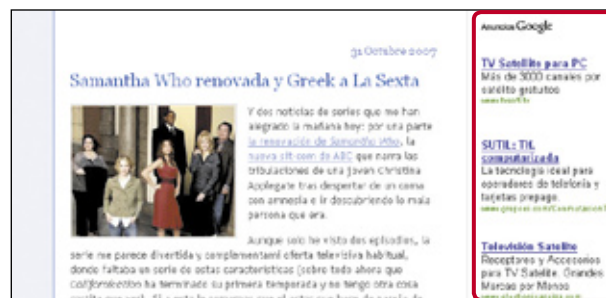 31 Octubre 2007
Samantha Who renovada y Greek a La Sexta
Y dos noticias de series que me han
alegrado la mañana hoy: por una parte
la renovación de Samantha Who, la
nueva sit-com de ABC que narra las
tribulaciones de una joven Christina
Applegate tras despertar de un coma
con amnesia e ir descubriendo la mala
persona que era.
Aunque solo he visto dos episodios, la
serie me parece divertida y complementa mi oferta televisiva habitual,
donde faltaba un serie de estas características (sobre todo ahora que
Californication ha terminado su primera temporada y no tengo otra cosa
Anuncios Google
TV Satellite para PC
Más de 3000 canales por
satélite gratuitos
SUTIL: TIL
computarizada
La tecnología ideal para
operadores de telefonía y
tarjetas prepago.
Televisión Satelite
Receptores y Accesorios
para TV Satelite. Grandes
Marcas por Menos